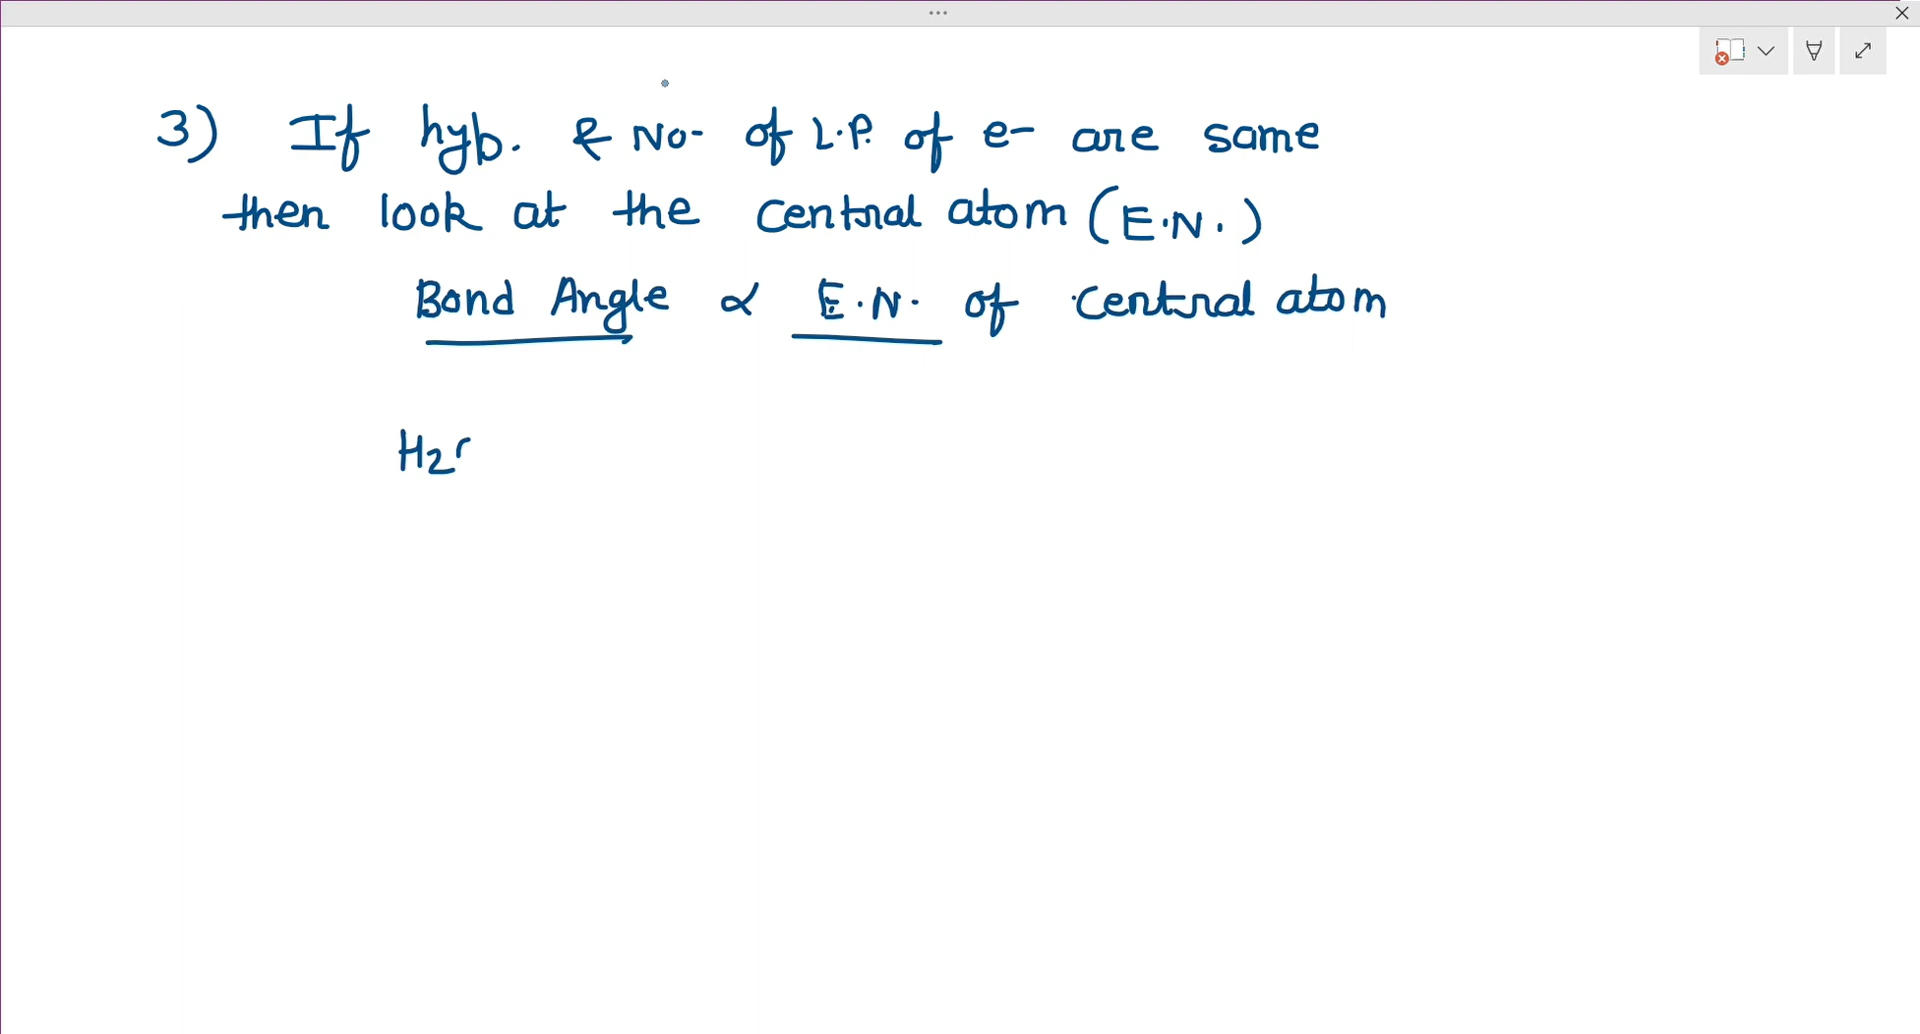 3) If hyb. & No- of L.P. of e- are same
then look at the central atom (E.N.)
Bond Angle ∝ E.N. of central atom
H2